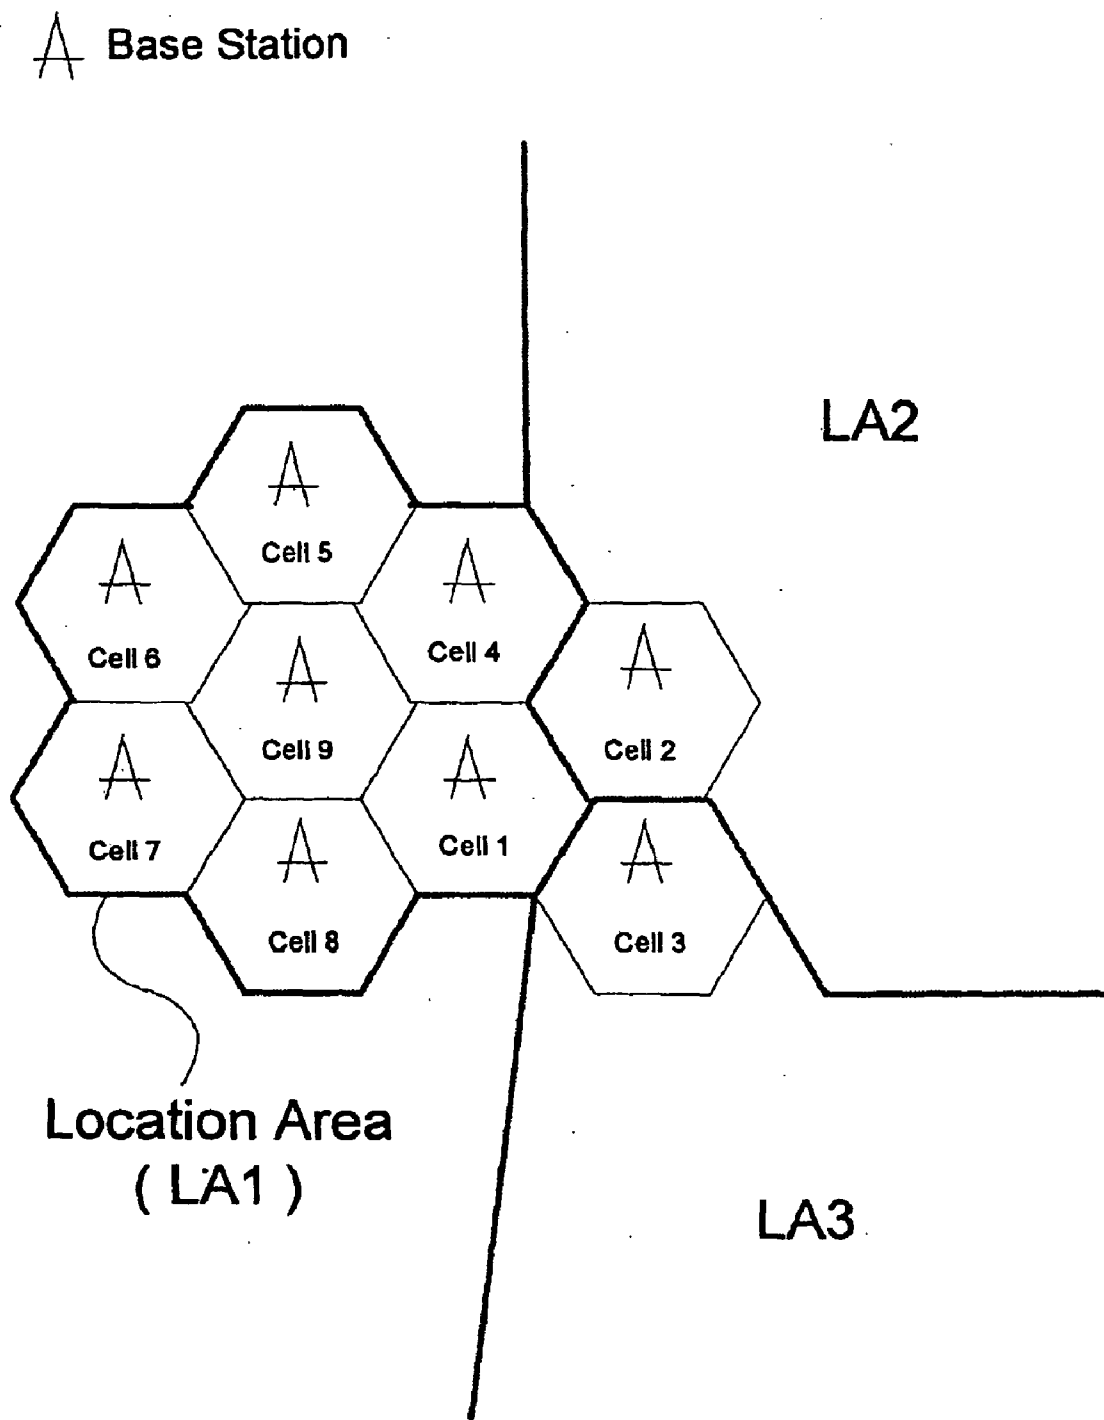 Base Station
LA2
Cell 5
Cell 6
Cell 4
Cell 9
Cell 2
Cell 7
Cell 1
Cell 8
Cell 3
Location Area
( LA1 )
LA3